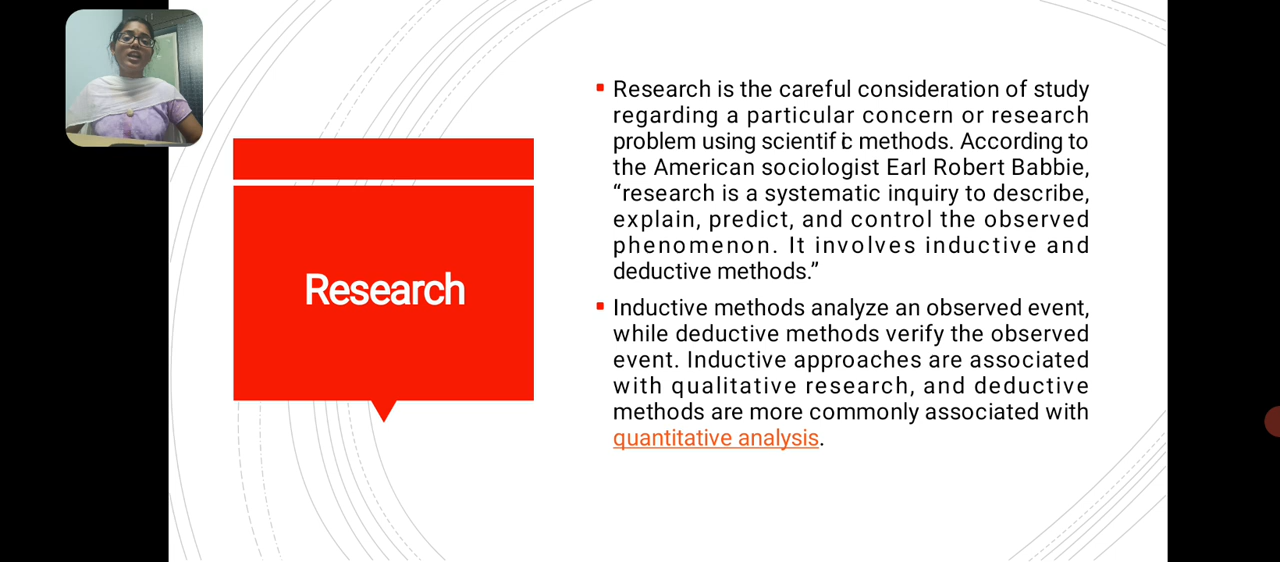 Research
Research is the careful consideration of study
regarding a particular concern or research
problem using scientific methods. According to
the American sociologist Earl Robert Babbie,
“research is a systematic inquiry to describe,
explain, predict, and control the observed
phenomenon. It involves inductive and
deductive methods.”
Inductive methods analyze an observed event,
while deductive methods verify the observed
event. Inductive approaches are associated
with qualitative research, and deductive
methods are more commonly associated with
quantitative analysis.